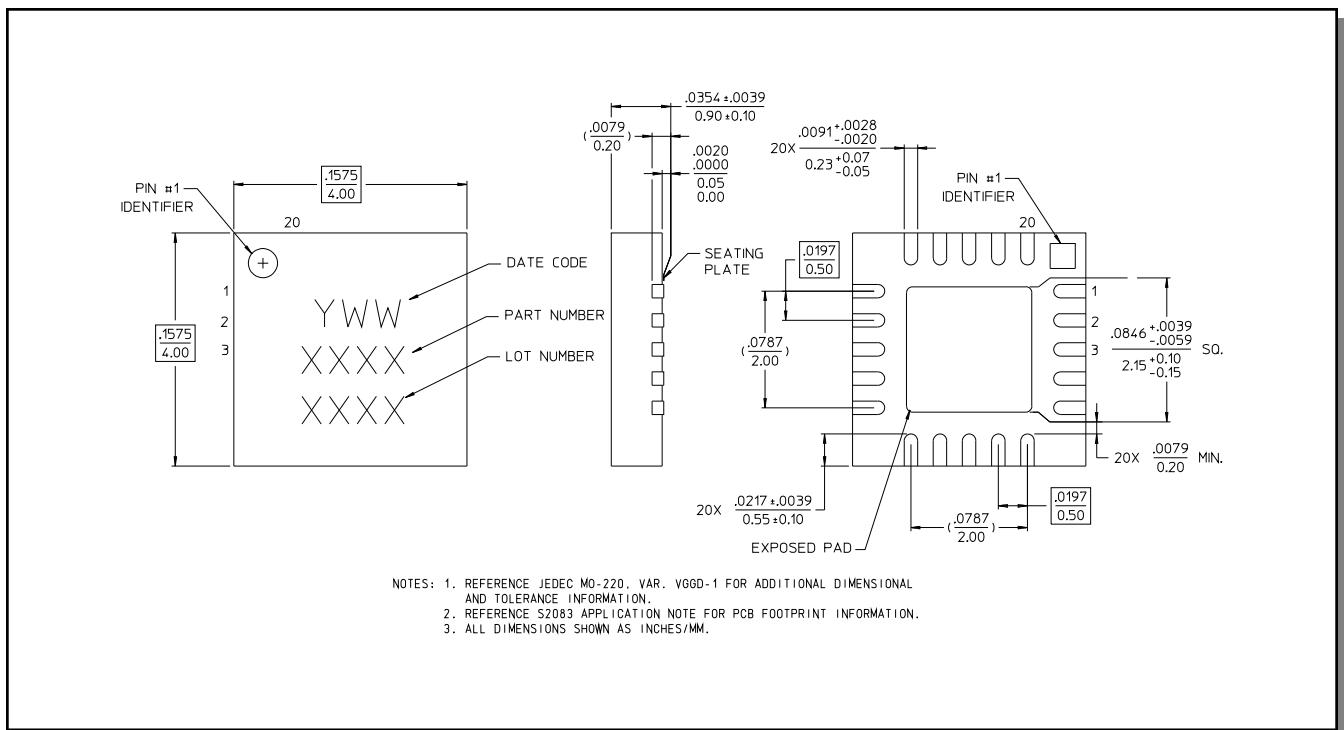 .1575
4.00
PIN #1
IDENTIFIER
20
1
2
3
.1575
4.00
YWW
XXXX
XXXX
DATE CODE
PART NUMBER
LOT NUMBER
.0354 ±.0039
0.90 ±0.10
( .0079 )
0.20
.0020
.0000
0.05
0.00
SEATING
PLATE
20X .0091 +.0028 -.0020
0.23 +0.07 -0.05
PIN #1
IDENTIFIER
20
.0197
0.50
( .0787 )
2.00
1
2
3
.0846 +.0039 -.0059 SQ.
2.15 +0.10 -0.15
20X .0079 MIN.
0.20
20X .0217 ±.0039
0.55 ±0.10
.0197
0.50
( .0787 )
2.00
EXPOSED PAD
NOTES: 1. REFERENCE JEDEC MO-220, VAR. VGGD-1 FOR ADDITIONAL DIMENSIONAL
AND TOLERANCE INFORMATION.
2. REFERENCE S2083 APPLICATION NOTE FOR PCB FOOTPRINT INFORMATION.
3. ALL DIMENSIONS SHOWN AS INCHES/MM.